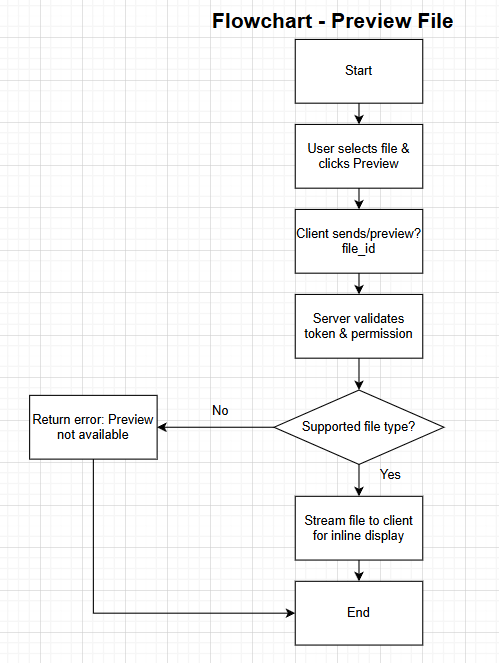 Flowchart - Preview File
Start
User selects file &
clicks Preview
Client sends/preview?
file_id
Server validates
token & permission
Supported file type?
No
Return error: Preview
not available
Yes
Stream file to client
for inline display
End